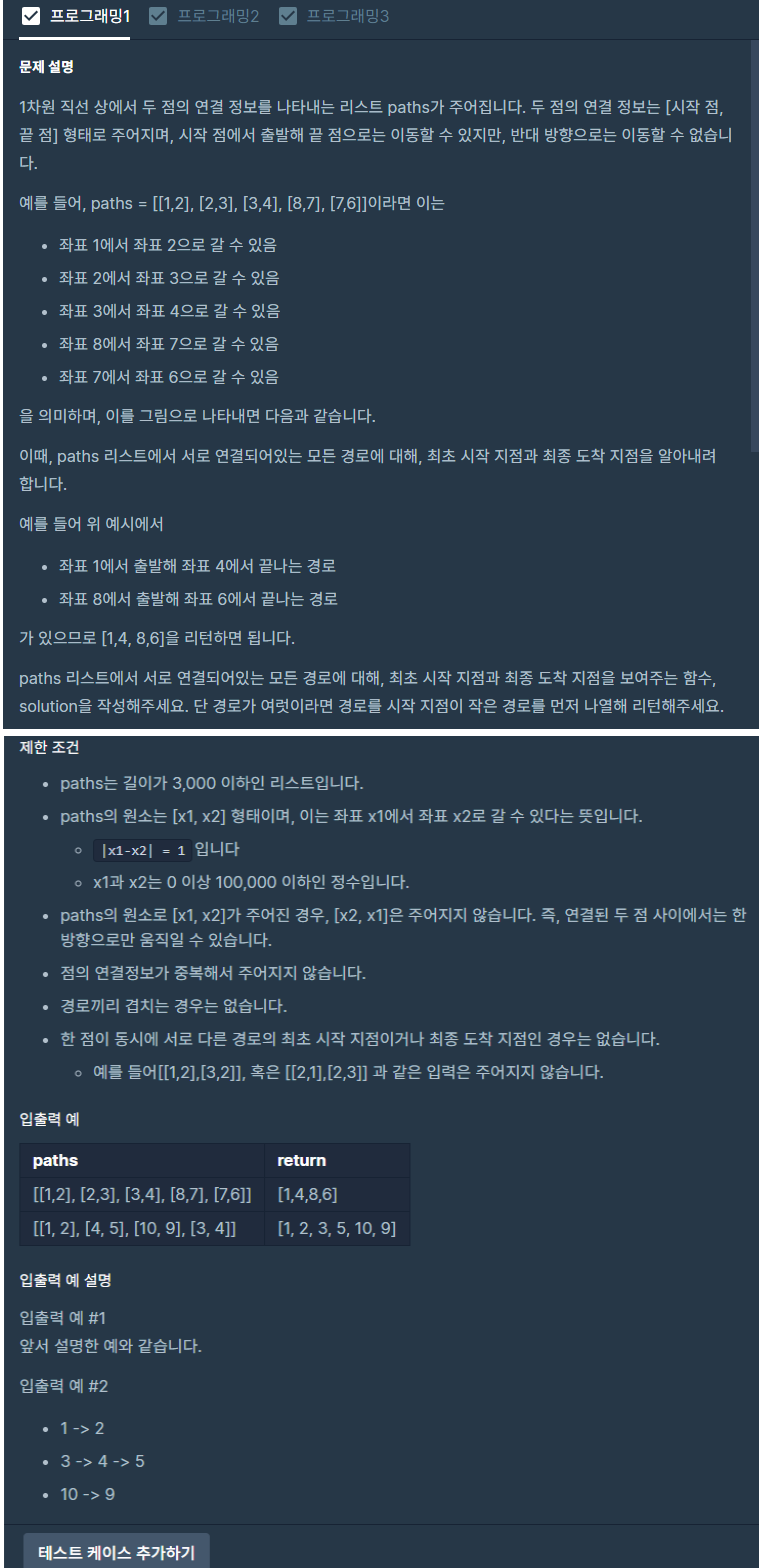 프로그래밍1 프로그래밍2 프로그래밍3
문제 설명
1차원 직선 상에서 두 점의 연결 정보를 나타내는 리스트 paths가 주어집니다. 두 점의 연결 정보는 [시작 점,
끝 점] 형태로 주어지며, 시작 점에서 출발해 끝 점으로는 이동할 수 있지만, 반대 방향으로는 이동할 수 없습니
다.
예를 들어, paths = [[1,2], [2,3], [3,4], [8,7], [7,6]]이라면 이는
• 좌표 1에서 좌표 2으로 갈 수 있음
• 좌표 2에서 좌표 3으로 갈 수 있음
• 좌표 3에서 좌표 4으로 갈 수 있음
• 좌표 8에서 좌표 7으로 갈 수 있음
• 좌표 7에서 좌표 6으로 갈 수 있음
을 의미하며, 이를 그림으로 나타내면 다음과 같습니다.
이때, paths 리스트에서 서로 연결되어있는 모든 경로에 대해, 최초 시작 지점과 최종 도착 지점을 알아내려
합니다.
예를 들어 위 예시에서
• 좌표 1에서 출발해 좌표 4에서 끝나는 경로
• 좌표 8에서 출발해 좌표 6에서 끝나는 경로
가 있으므로 [1,4, 8,6]을 리턴하면 됩니다.
paths 리스트에서 서로 연결되어있는 모든 경로에 대해, 최초 시작 지점과 최종 도착 지점을 보여주는 함수,
solution을 작성해주세요. 단 경로가 여럿이라면 경로를 시작 지점이 작은 경로를 먼저 나열해 리턴해주세요.
제한 조건
• paths는 길이가 3,000 이하인 리스트입니다.
• paths의 원소는 [x1, x2] 형태이며, 이는 좌표 x1에서 좌표 x2로 갈 수 있다는 뜻입니다.
◦ |x1-x2| = 1 입니다
◦ x1과 x2는 0 이상 100,000 이하인 정수입니다.
• paths의 원소로 [x1, x2]가 주어진 경우, [x2, x1]은 주어지지 않습니다. 즉, 연결된 두 점 사이에서는 한
방향으로만 움직일 수 있습니다.
• 점의 연결정보가 중복해서 주어지지 않습니다.
• 경로끼리 겹치는 경우는 없습니다.
• 한 점이 동시에 서로 다른 경로의 최초 시작 지점이거나 최종 도착 지점인 경우는 없습니다.
◦ 예를 들어[[1,2],[3,2]], 혹은 [[2,1],[2,3]] 과 같은 입력은 주어지지 않습니다.
입출력 예
paths return
[[1,2], [2,3], [3,4], [8,7], [7,6]] [1,4,8,6]
[[1, 2], [4, 5], [10, 9], [3, 4]] [1, 2, 3, 5, 10, 9]
입출력 예 설명
입출력 예 #1
앞서 설명한 예와 같습니다.
입출력 예 #2
• 1 -> 2
• 3 -> 4 -> 5
• 10 -> 9
테스트 케이스 추가하기